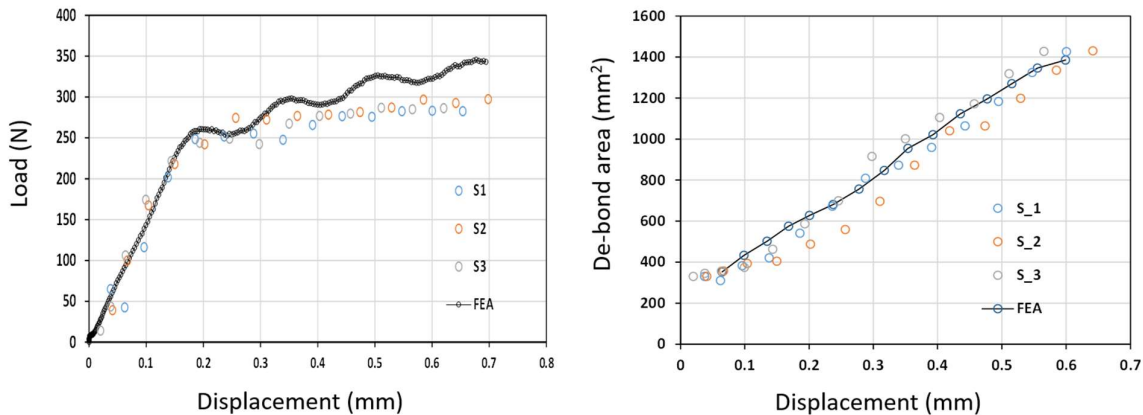 400
350
300
250
200
150
100
50
0
Load (N)
S1
S2
S3
FEA
0 0.1 0.2 0.3 0.4 0.5 0.6 0.7 0.8
Displacement (mm)
1600
1400
1200
1000
800
600
400
200
0
De-bond area (mm²)
S_1
S_2
S_3
FEA
0 0.1 0.2 0.3 0.4 0.5 0.6 0.7
Displacement (mm)